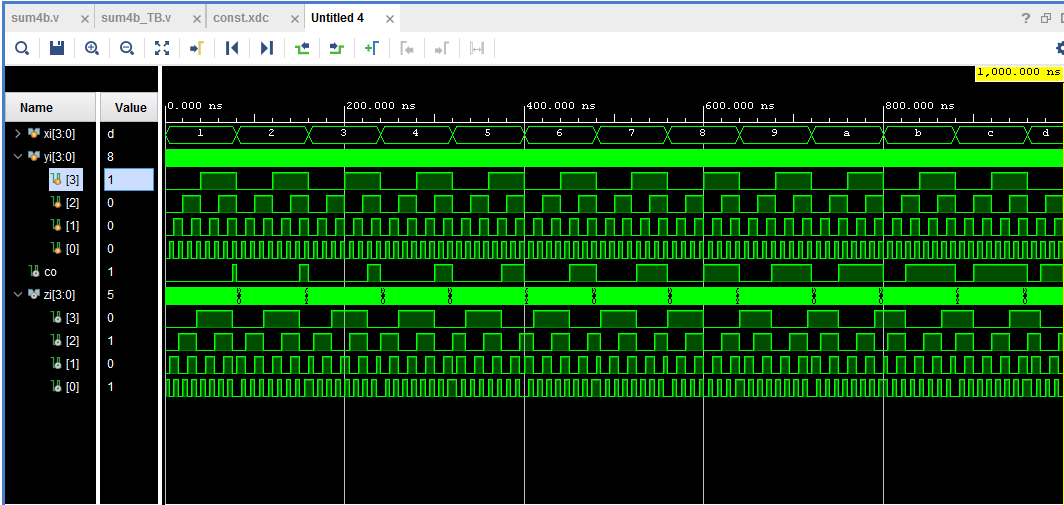 sum4b.v sum4b_TB.v const.xdc Untitled 4
1,000.000 ns
Name Value
0.000 ns 200.000 ns 400.000 ns 600.000 ns 800.000 ns
xi[3:0] d 1 2 3 4 5 6 7 8 9 a b c d
yi[3:0] 8
[3] 1
[2] 0
[1] 0
[0] 0
co 1
zi[3:0] 5
[3] 0
[2] 1
[1] 0
[0] 1